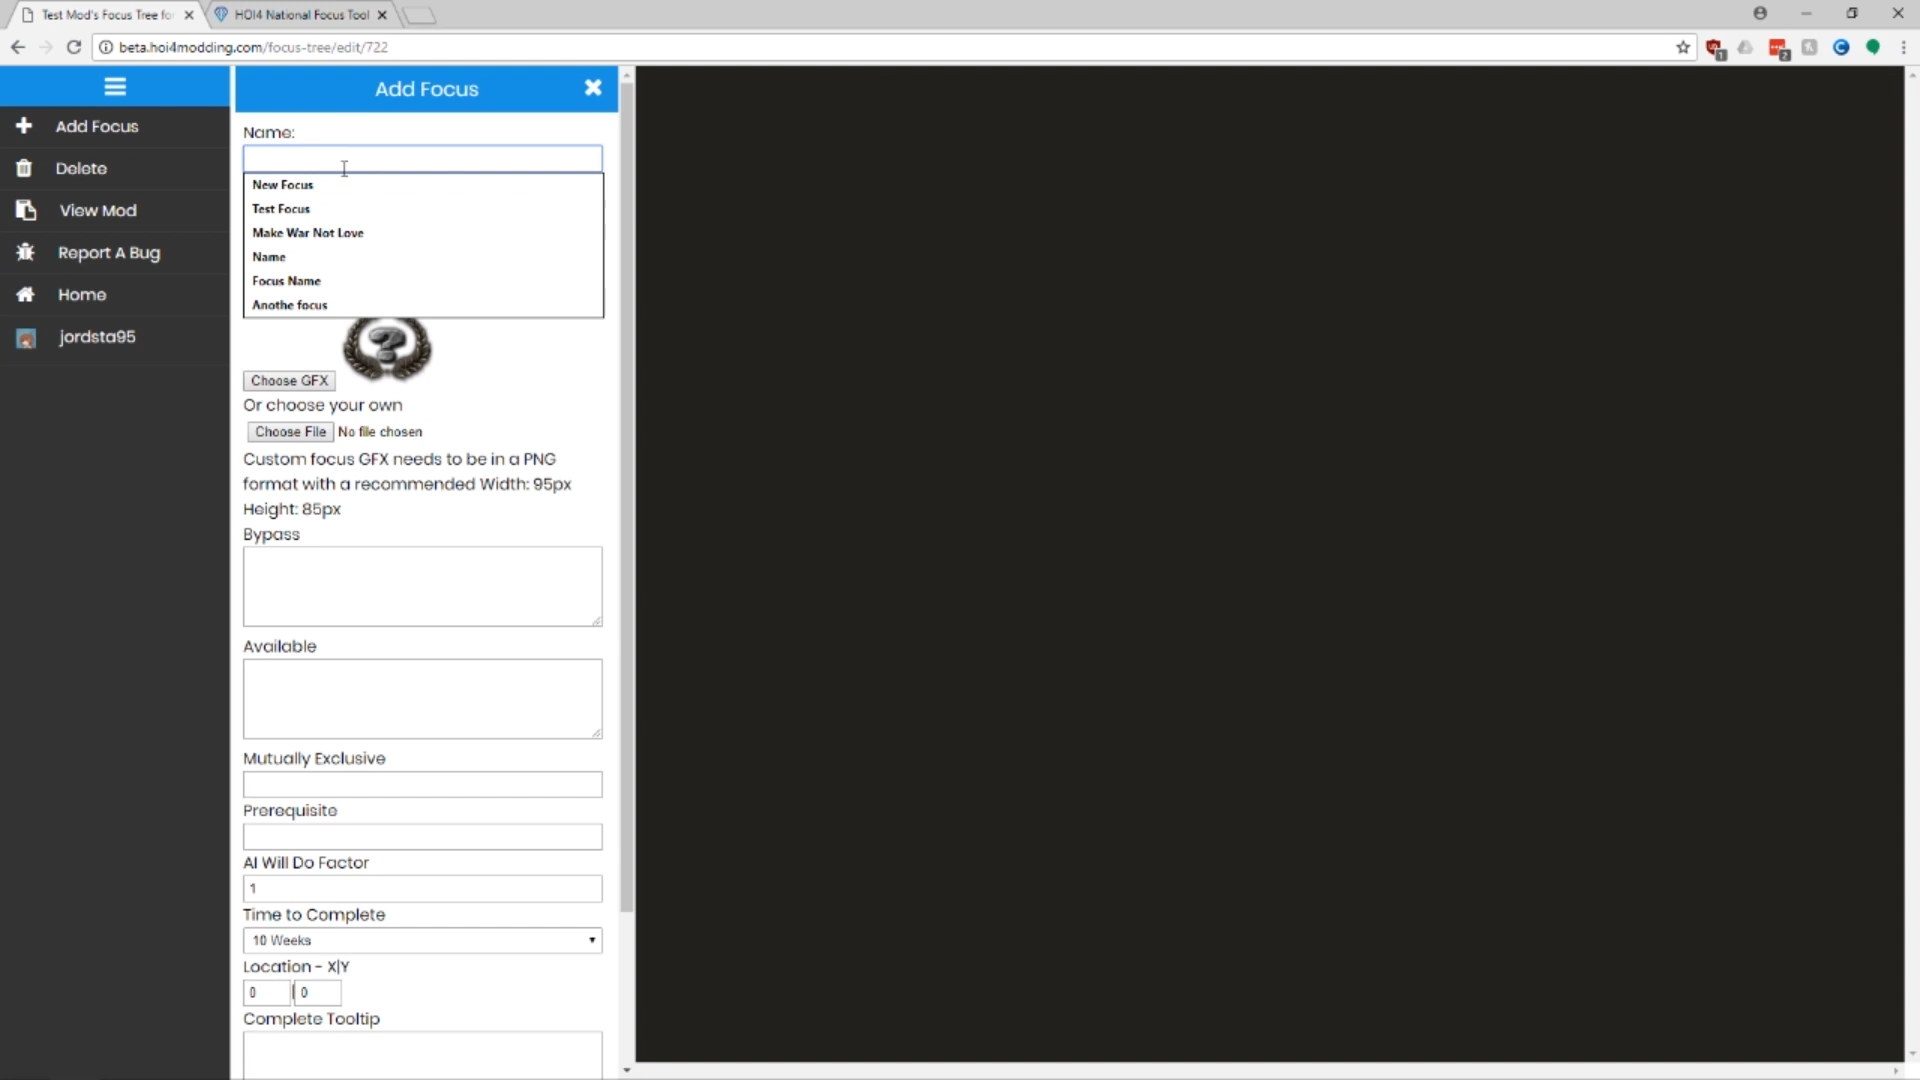 Test Mod's Focus Tree fo
HOI4 National Focus Tool
beta.hoi4modding.com/focus-tree/edit/722
1
2
Add Focus
Delete
View Mod
Report A Bug
Home
jordsta95
Add Focus
Name:
New Focus
Test Focus
Make War Not Love
Name
Focus Name
Anothe focus
Choose GFX
Or choose your own
Choose File No file chosen
Custom focus GFX needs to be in a PNG
format with a recommended Width: 95px
Height: 85px
Bypass
Available
Mutually Exclusive
Prerequisite
AI Will Do Factor
1
Time to Complete
10 Weeks
Location - X|Y
0 | 0
Complete Tooltip